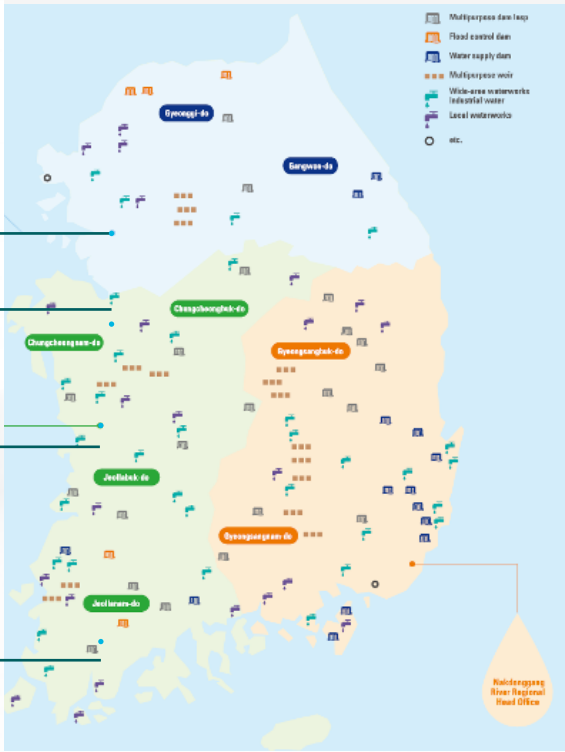 Multipurpose dam
Flood control dam
Water supply dam
Multipurpose weir
Wide-area waterworks
Industrial water
Local waterworks
etc.
Gyeonggi-do
Gangwon-do
Chungcheongbuk-do
Chungcheongnam-do
Gyeongsangbuk-do
Jeollabuk-do
Gyeongsangnam-do
Jeollanam-do
Nakdonggang
River Regional
Head Office